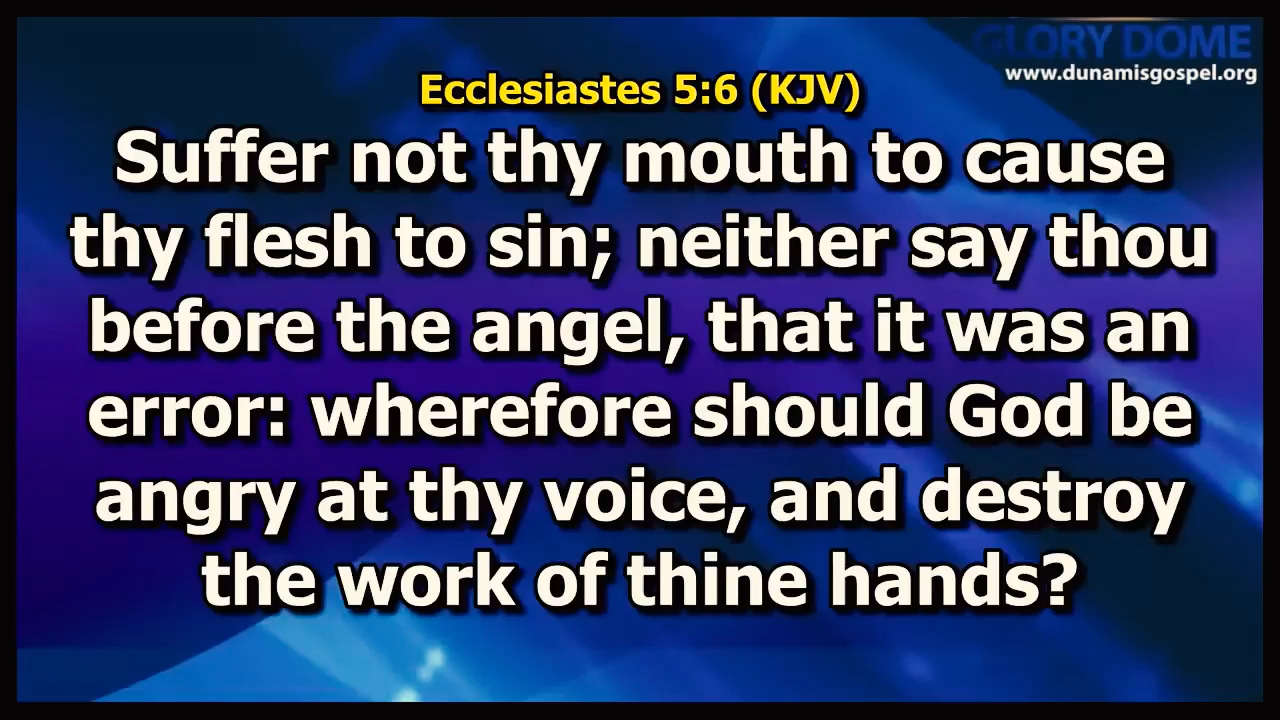 GLORY DOME
www.dunamisgospel.org
Ecclesiastes 5:6 (KJV)
Suffer not thy mouth to cause
thy flesh to sin; neither say thou
before the angel, that it was an
error: wherefore should God be
angry at thy voice, and destroy
the work of thine hands?